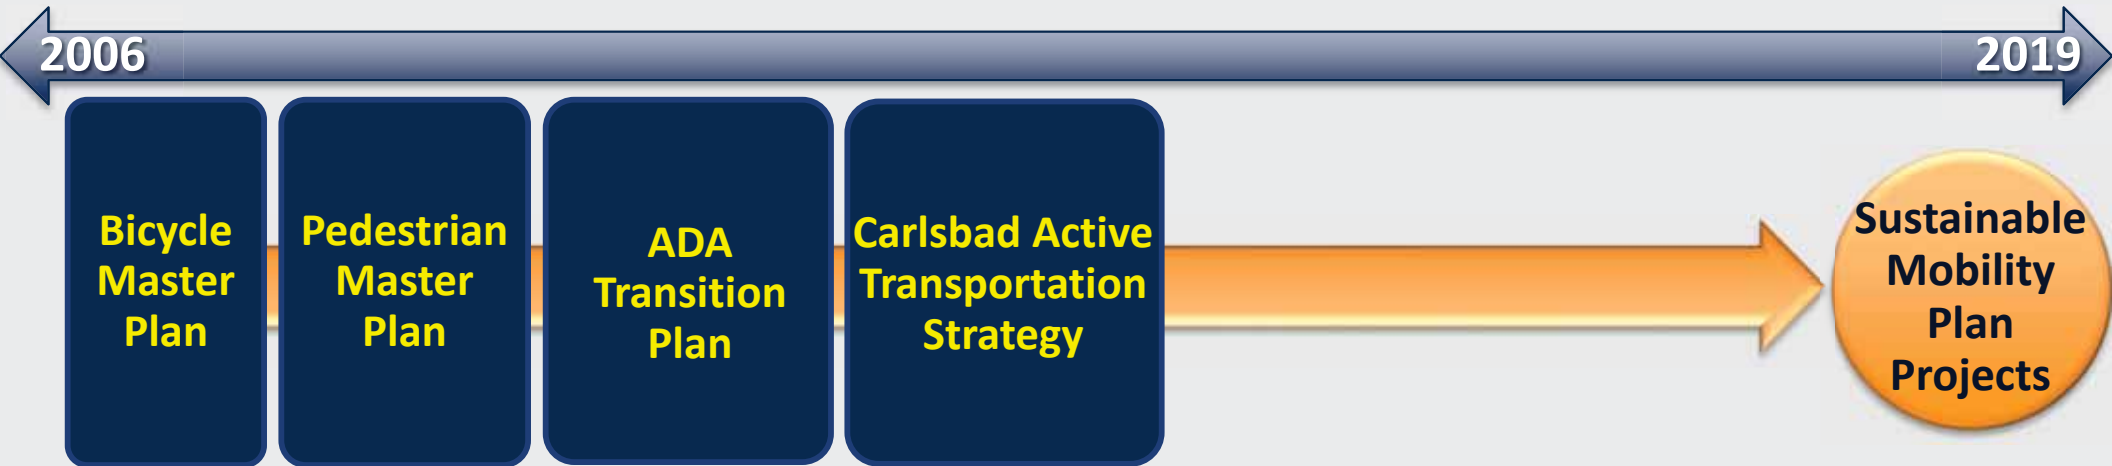 2006
2019
Bicycle
Master
Plan
Pedestrian
Master
Plan
ADA
Transition
Plan
Carlsbad Active
Transportation
Strategy
Sustainable
Mobility
Plan
Projects